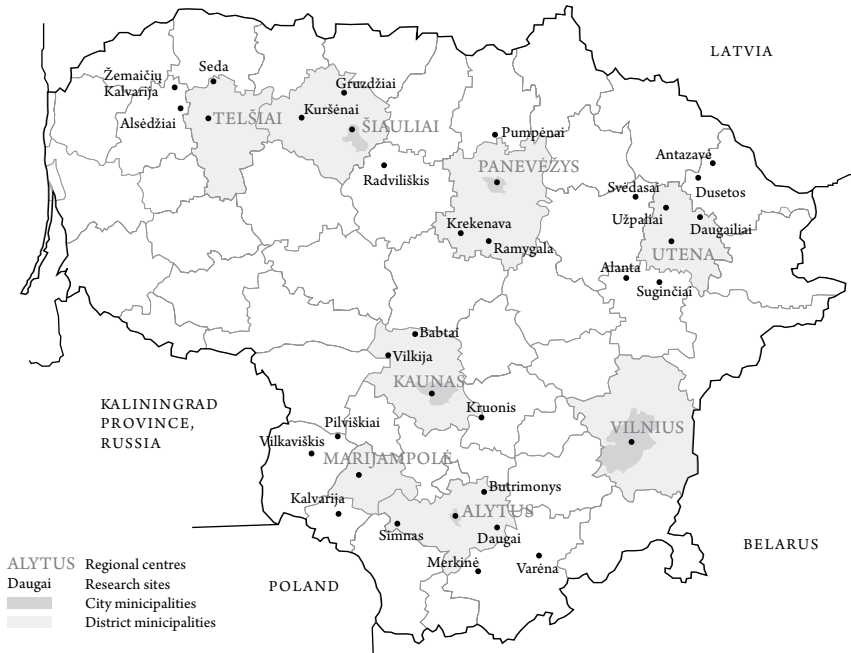 LATVIA
Seda
Žemaičių
Kalvarija
Gruzdžiai
Kuršėnai
Alsėdžiai
TELŠIAI
ŠIAULIAI
Pumpėnai
Radviliškis
PANEVĖŽYS
Antazavė
Svėdasai
Dusetos
Užpaliai
Krekenava
Daugailiai
Ramygala
UTENA
Alanta
Suginčiai
Babtai
Vilkija
KAUNAS
KALININGRAD
PROVINCE,
RUSSIA
Kruonis
Pilviškiai
VILNIUS
Vilkaviškis
MARIJAMPOLĖ
Butrimonys
Kalvarija
ALYTUS
Simnas
Daugai
BELARUS
Merkinė
Varėna
POLAND
ALYTUS Regional centres
Daugai Research sites
City minicipalities
District minicipalities